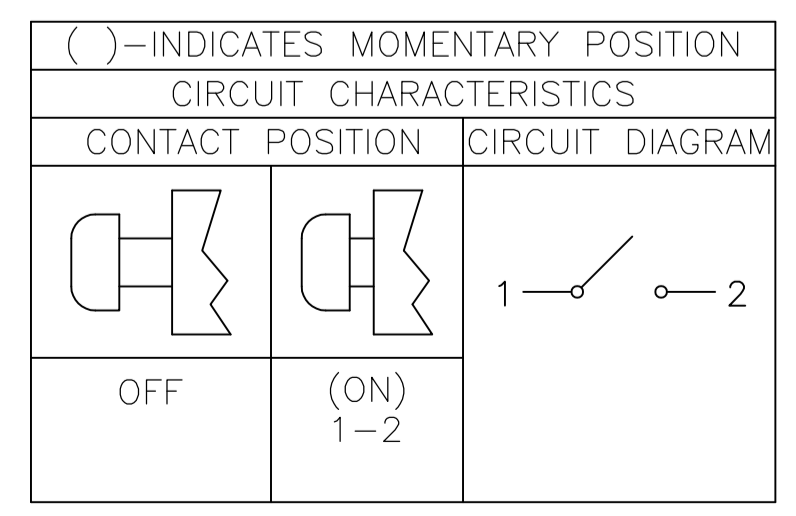 ( )-INDICATES MOMENTARY POSITION
CIRCUIT CHARACTERISTICS
CONTACT POSITION
CIRCUIT DIAGRAM
1
2
OFF
(ON)
1-2